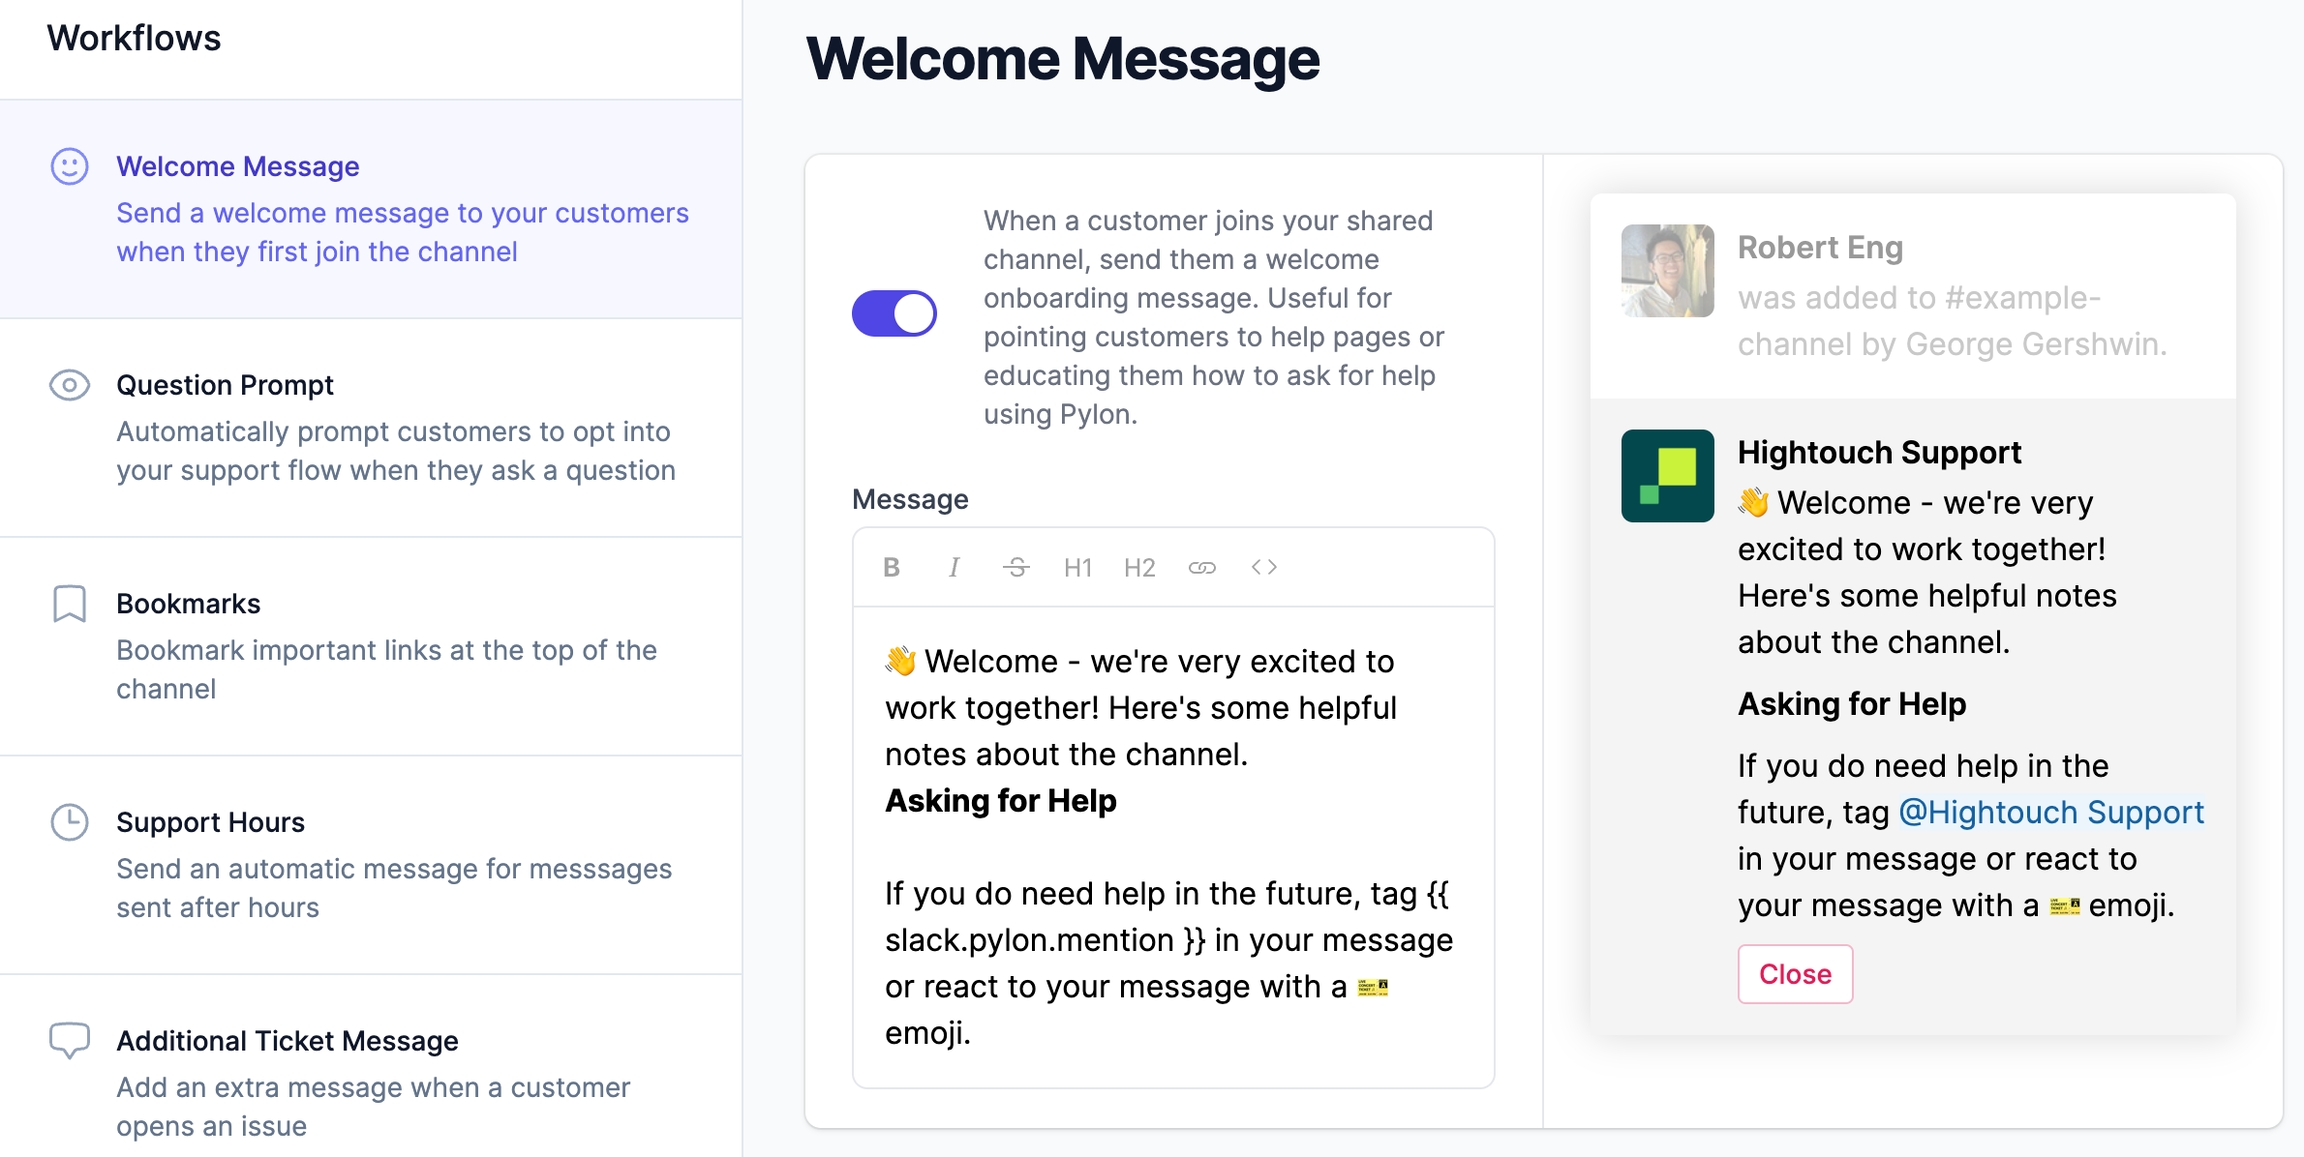 Workflows
Welcome Message
Send a welcome message to your customers
when they first join the channel
Question Prompt
Automatically prompt customers to opt into
your support flow when they ask a question
Bookmarks
Bookmark important links at the top of the
channel
Support Hours
Send an automatic message for messsages
sent after hours
Additional Ticket Message
Add an extra message when a customer
opens an issue
Welcome Message
When a customer joins your shared
channel, send them a welcome
onboarding message. Useful for
pointing customers to help pages or
educating them how to ask for help
using Pylon.
Message
B I S H1 H2 <>
👋 Welcome - we're very excited to
work together! Here's some helpful
notes about the channel.
Asking for Help
If you do need help in the future, tag {{
slack.pylon.mention }} in your message
or react to your message with a 🎫
emoji.
Robert Eng
was added to #example-
channel by George Gershwin.
Hightouch Support
👋 Welcome - we're very
excited to work together!
Here's some helpful notes
about the channel.
Asking for Help
If you do need help in the
future, tag @Hightouch Support
in your message or react to
your message with a 🎫 emoji.
Close